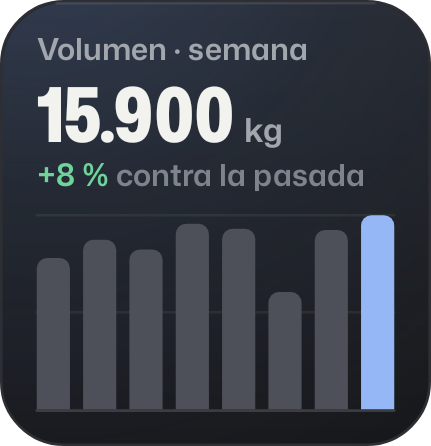 Volumen · semana
15.900 kg
+8 % contra la pasada